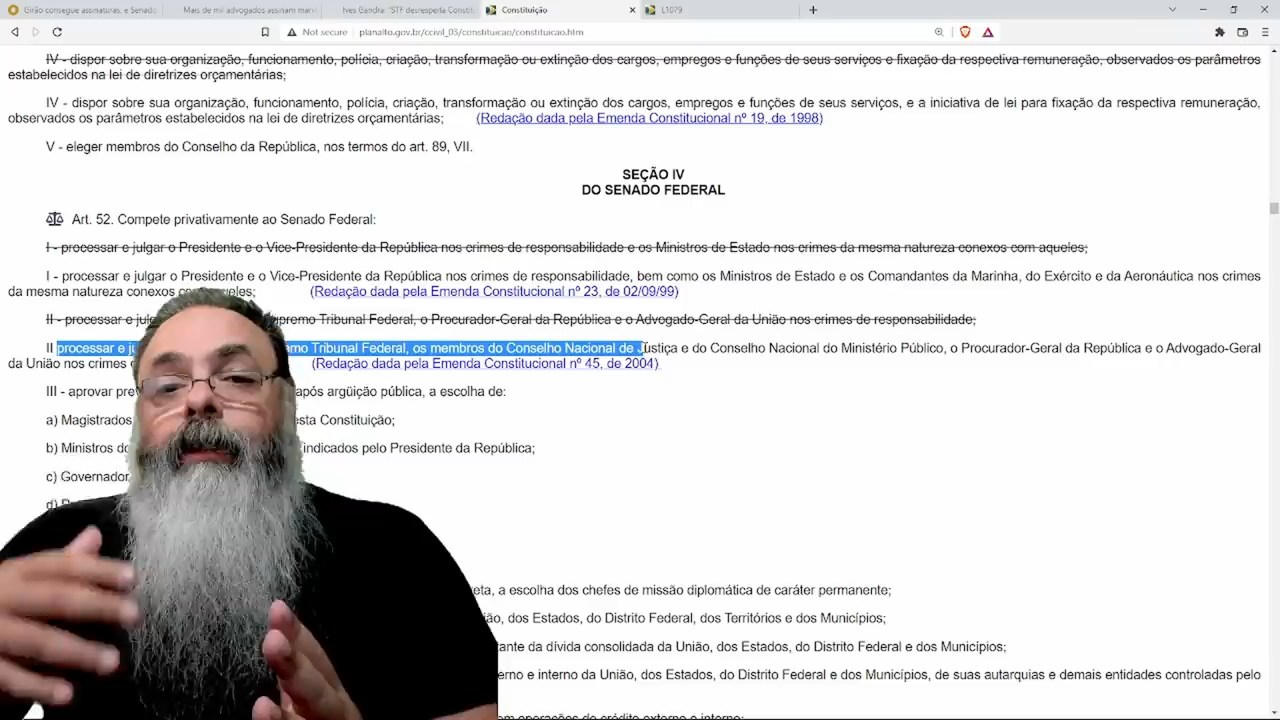 Girão consegue assinaturas, e Senado
Mais de mil advogados assinam man
Ives Gandra: "STF desrespeita Constit
Constituição
L1079
Not secure
planalto.gov.br/ccivil_03/constituicao/constituicao.htm
IV - dispor sobre sua organização, funcionamento, polícia, criação, transformação ou extinção dos cargos, empregos e funções de seus serviços e fixação da respectiva remuneração, observados os parâmetros
estabelecidos na lei de diretrizes orçamentárias;
IV - dispor sobre sua organização, funcionamento, polícia, criação, transformação ou extinção dos cargos, empregos e funções de seus serviços, e a iniciativa de lei para fixação da respectiva remuneração,
observados os parâmetros estabelecidos na lei de diretrizes orçamentárias; (Redação dada pela Emenda Constitucional nº 19, de 1998)
V - eleger membros do Conselho da República, nos termos do art. 89, VII.
SEÇÃO IV
DO SENADO FEDERAL
Art. 52. Compete privativamente ao Senado Federal:
I - processar e julgar o Presidente e o Vice-Presidente da República nos crimes de responsabilidade e os Ministros de Estado nos crimes da mesma natureza conexos com aqueles;
I - processar e julgar o Presidente e o Vice-Presidente da República nos crimes de responsabilidade, bem como os Ministros de Estado e os Comandantes da Marinha, do Exército e da Aeronáutica nos crimes
da mesma natureza conexos (Redação dada pela Emenda Constitucional nº 23, de 02/09/99)
II - processar e Tribunal Federal, o Procurador-Geral da República e o Advogado-Geral da União nos crimes de responsabilidade;
II processar e Tribunal Federal, os membros do Conselho Nacional de Justiça e do Conselho Nacional do Ministério Público, o Procurador-Geral da República e o Advogado-Geral
da União nos crimes (Redação dada pela Emenda Constitucional nº 45, de 2004)
III - aprovar após argüição pública, a escolha de:
a) Magistrados Constituição;
b) Ministros indicados pelo Presidente da República;
c) Governador
d)
a escolha dos chefes de missão diplomática de caráter permanente;
dos Estados, do Distrito Federal, dos Territórios e dos Municípios;
da dívida consolidada da União, dos Estados, do Distrito Federal e dos Municípios;
e interno da União, dos Estados, do Distrito Federal e dos Municípios, de suas autarquias e demais entidades controladas pelo
operações de crédito externo e interno;